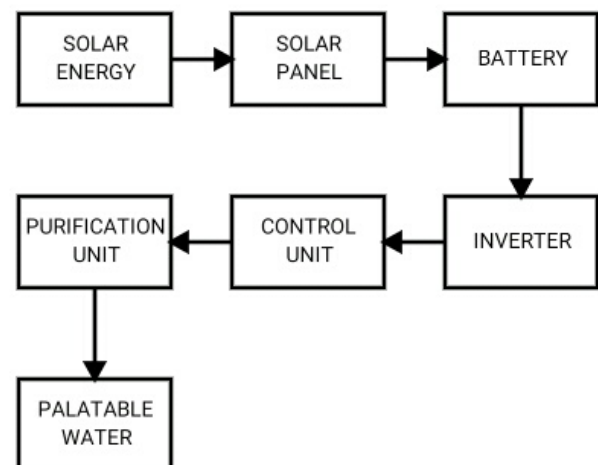 SOLAR
ENERGY
SOLAR
PANEL
BATTERY
PURIFICATION
UNIT
CONTROL
UNIT
INVERTER
PALATABLE
WATER